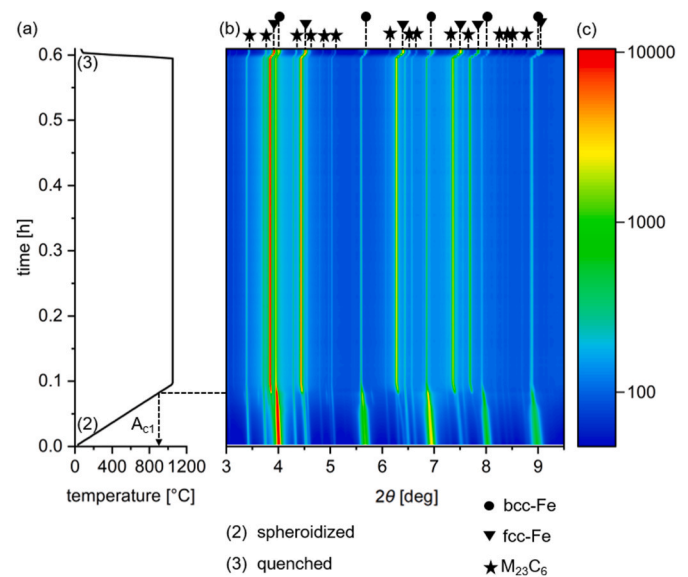 (a)
(b)
(c)
0.6
0.5
0.4
0.3
0.2
0.1
0.0
time [h]
(3)
(2)
A_c1
0 400 800 1200
temperature [°C]
3 4 5 6 7 8 9
2θ [deg]
10000
1000
100
(2) spheroidized
(3) quenched
bcc-Fe
fcc-Fe
M₂₃C₆